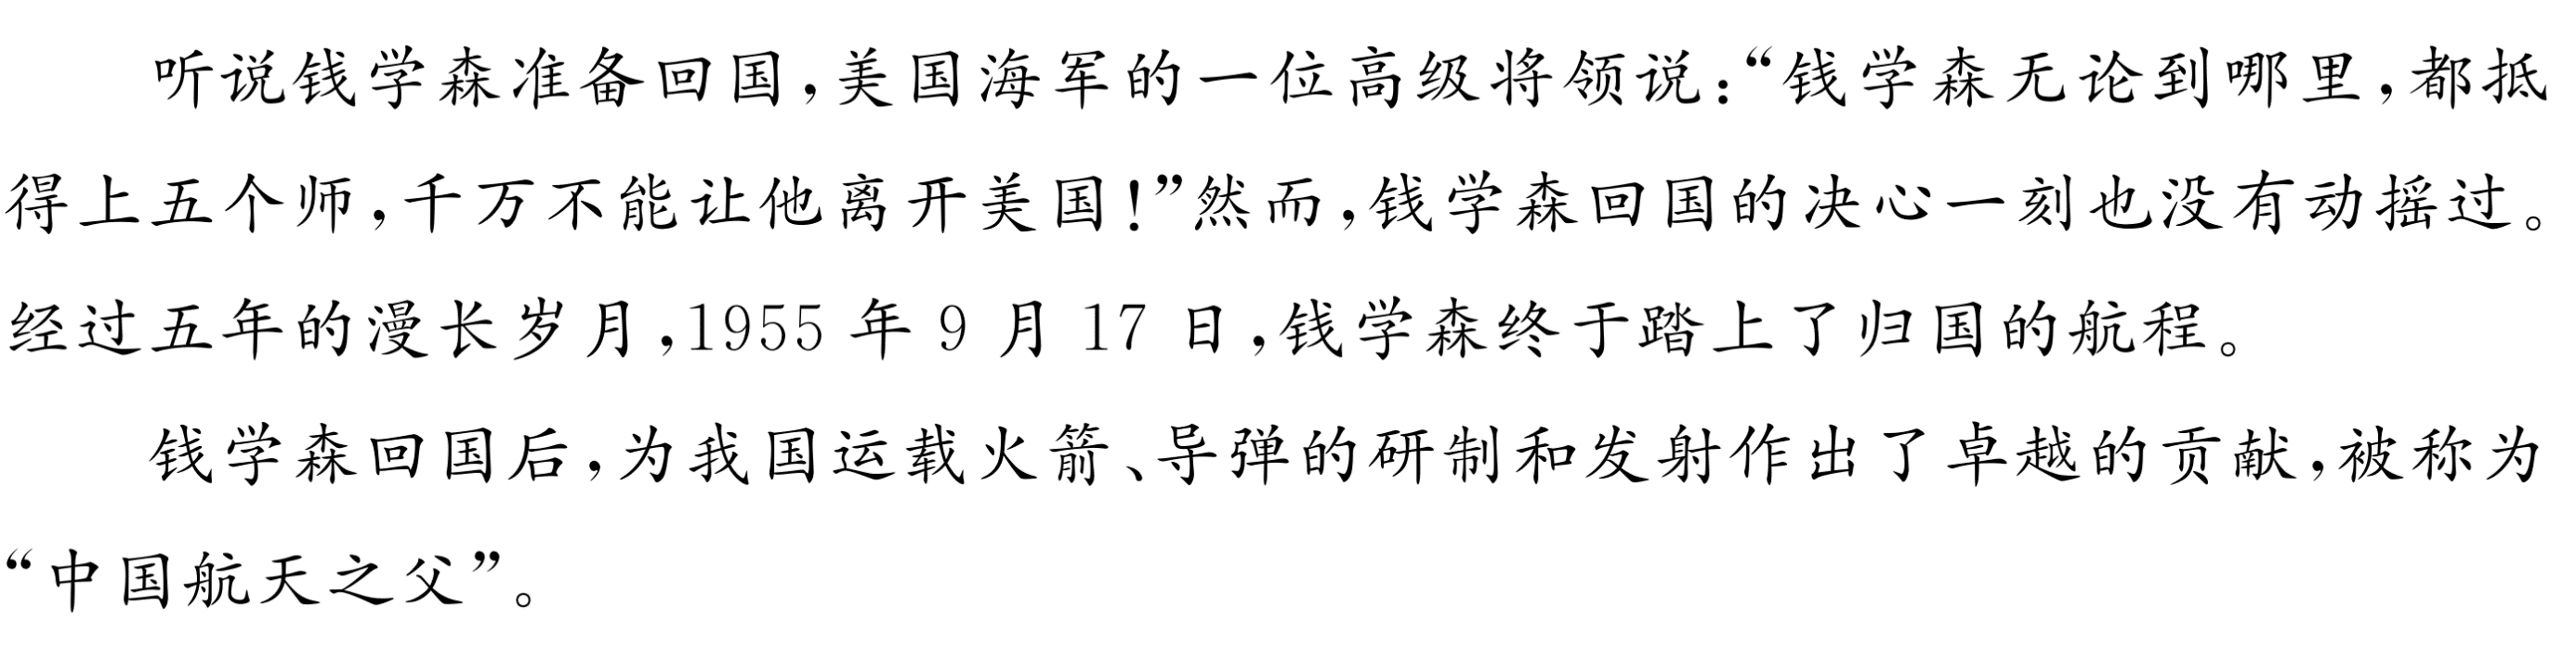 听说钱学森准备回国,美国海军的一位高级将领说:“钱学森无论到哪里,都抵
得上五个师,千万不能让他离开美国!”然而,钱学森回国的决心一刻也没有动摇过。
经过五年的漫长岁月,1955 年 9 月 17 日,钱学森终于踏上了归国的航程。
钱学森回国后,为我国运载火箭、导弹的研制和发射作出了卓越的贡献,被称为
“中国航天之父”。